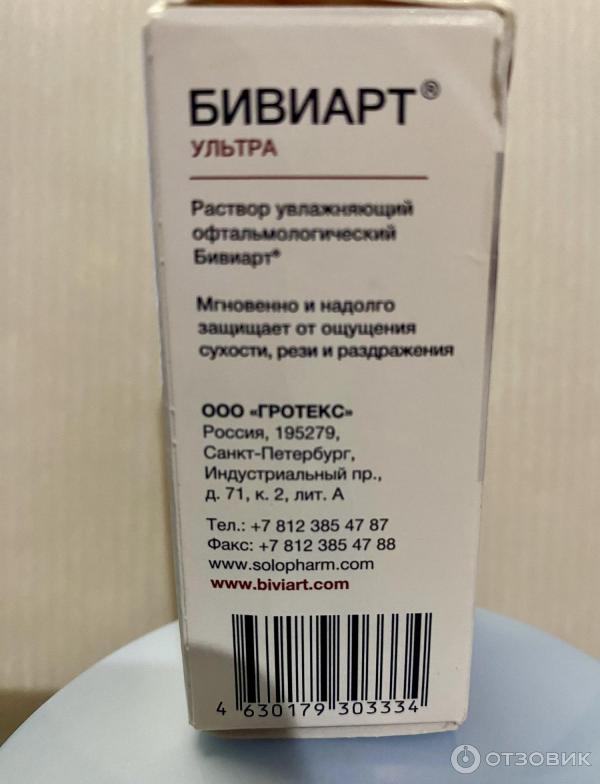 БИВИАРТ®
УЛЬТРА
Раствор увлажняющий
офтальмологический
Бивиарт®
Мгновенно и надолго
защищает от ощущения
сухости, рези и раздражения
ООО «ГРОТЕКС»
Россия, 195279,
Санкт-Петербург,
Индустриальный пр.,
д. 71, к. 2, лит. А
Тел.: +7 812 385 47 87
Факс: +7 812 385 47 88
www.solopharm.com
www.biviart.com
4 630179 303334
ОТЗОВИК